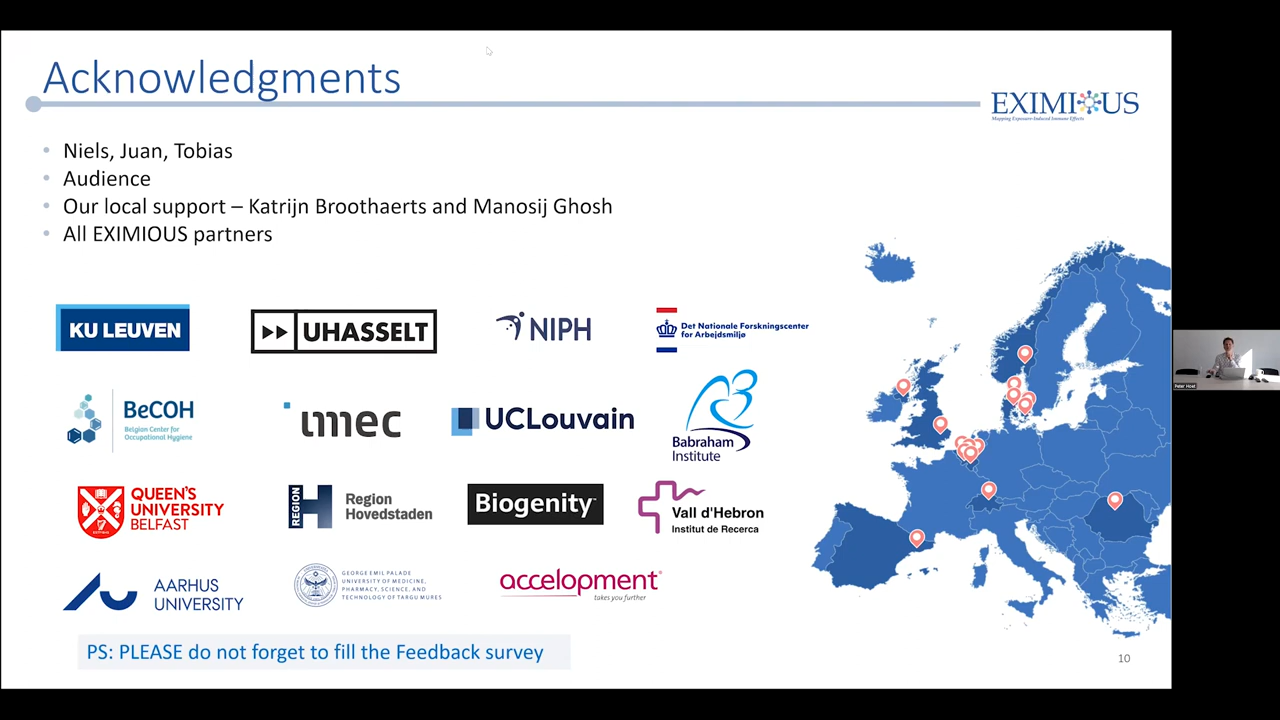 Acknowledgments
EXIMIOUS
Mapping Exposure-Induced Immune Effects
• Niels, Juan, Tobias
• Audience
• Our local support – Katrijn Broothaerts and Manosij Ghosh
• All EXIMIOUS partners
KU LEUVEN
UHASSELT
NIPH
Det Nationale Forskningscenter
for Arbejdsmiljø
BeCOH
Belgian Center for
Occupational Hygiene
imec
UCLouvain
Babraham
Institute
QUEEN'S
UNIVERSITY
BELFAST
REGION
H
Region
Hovedstaden
Biogenity
Vall d'Hebron
Institut de Recerca
AARHUS
UNIVERSITY
GEORGE EMIL PALADE
UNIVERSITY OF MEDICINE,
PHARMACY, SCIENCE, AND
TECHNOLOGY OF TARGU MURES
accelopment®
takes you further
PS: PLEASE do not forget to fill the Feedback survey
10
Peter Hoet